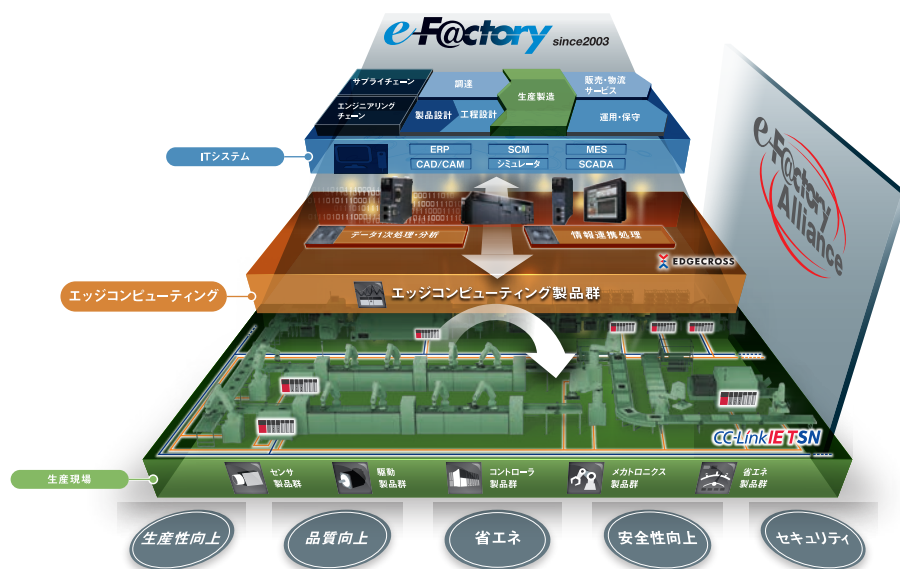 e-F@ctory since2003
サプライチェーン
調達
生産製造
販売・物流
サービス
エンジニアリング
チェーン
製品設計
工程設計
運用・保守
ITシステム
ERP
SCM
MES
CAD/CAM
シミュレータ
SCADA
e-F@ctory
Alliance
データ1次処理・分析
情報連携処理
EDGECROSS
エッジコンピューティング
エッジコンピューティング製品群
CC-Link IE TSN
生産現場
センサ
製品群
駆動
製品群
コントローラ
製品群
メカトロニクス
製品群
省エネ
製品群
生産性向上
品質向上
省エネ
安全性向上
セキュリティ